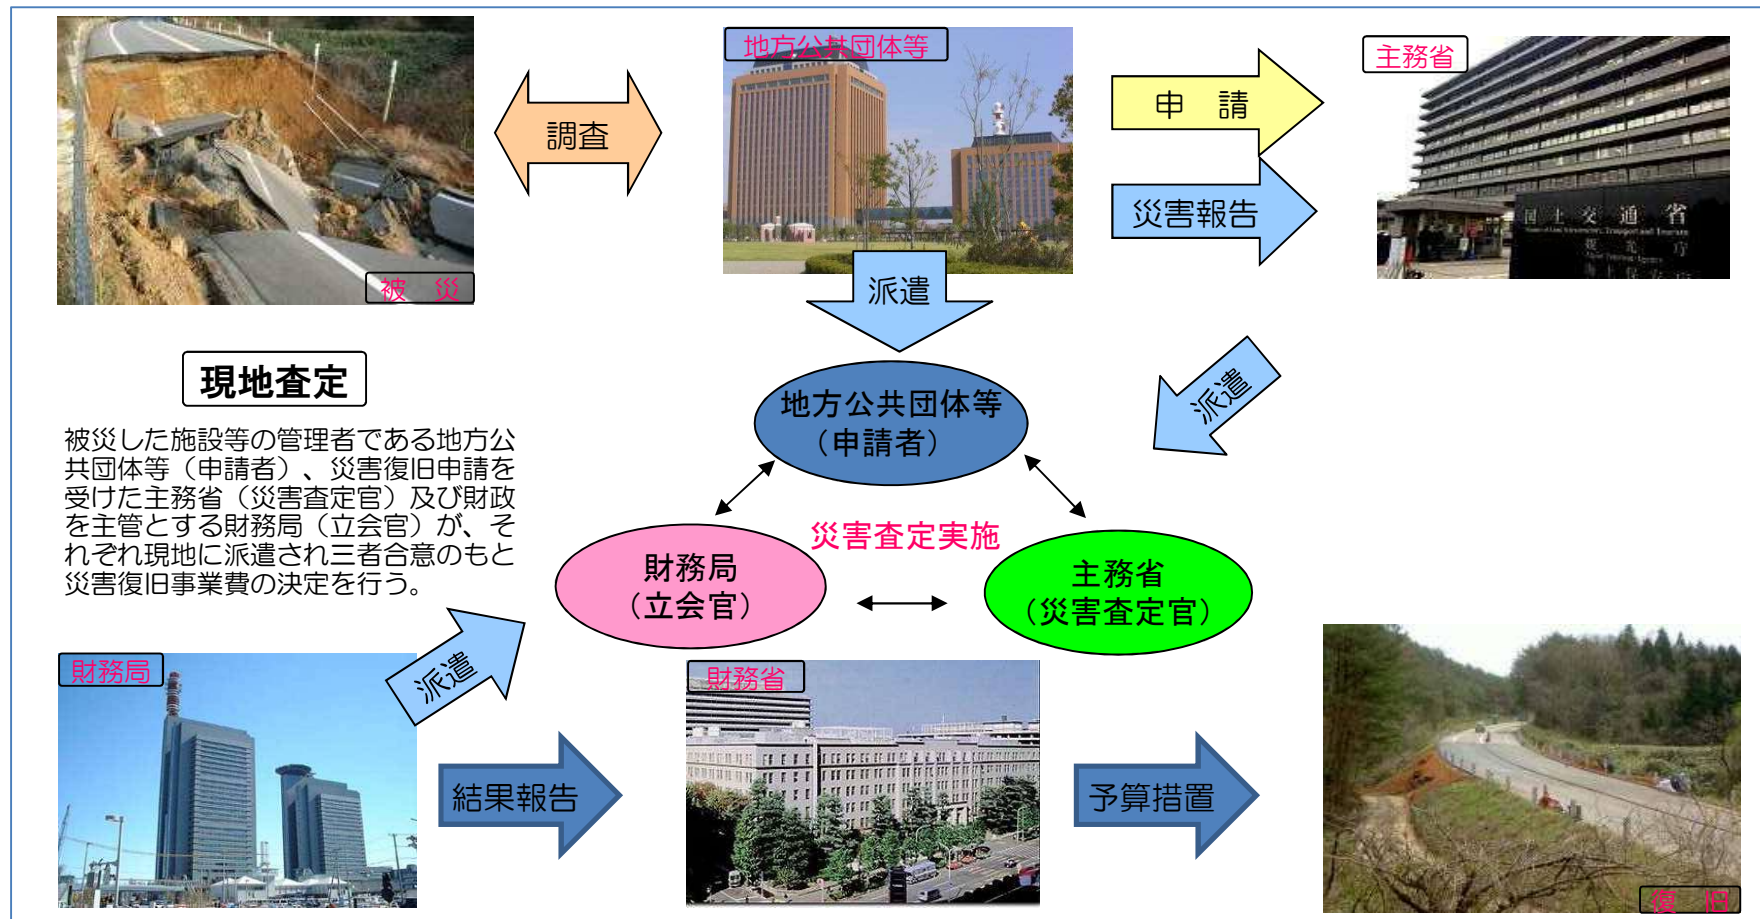 地方公共団体等
主務省
調査
申　請
災害報告
国土交通省
被　災
派遣
現地査定
被災した施設等の管理者である地方公
共団体等（申請者）、災害復旧申請を
受けた主務省（災害査定官）及び財政
を主管とする財務局（立会官）が、そ
れぞれ現地に派遣され三者合意のもと
災害復旧事業費の決定を行う。
派遣
地方公共団体等
（申請者）
災害査定実施
財務局
（立会官）
主務省
（災害査定官）
派遣
財務局
財務省
結果報告
予算措置
復　旧